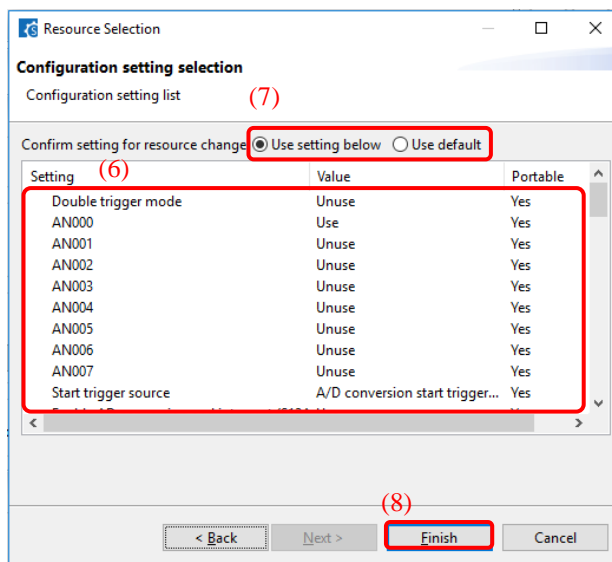 Resource Selection
Configuration setting selection
Configuration setting list
(7)
Confirm setting for resource change Use setting below Use default
(6)
Setting Value Portable
Double trigger mode Unuse Yes
AN000 Use Yes
AN001 Unuse Yes
AN002 Unuse Yes
AN003 Unuse Yes
AN004 Unuse Yes
AN005 Unuse Yes
AN006 Unuse Yes
AN007 Unuse Yes
Start trigger source A/D conversion start trigger... Yes
(8)
< Back Next > Finish Cancel